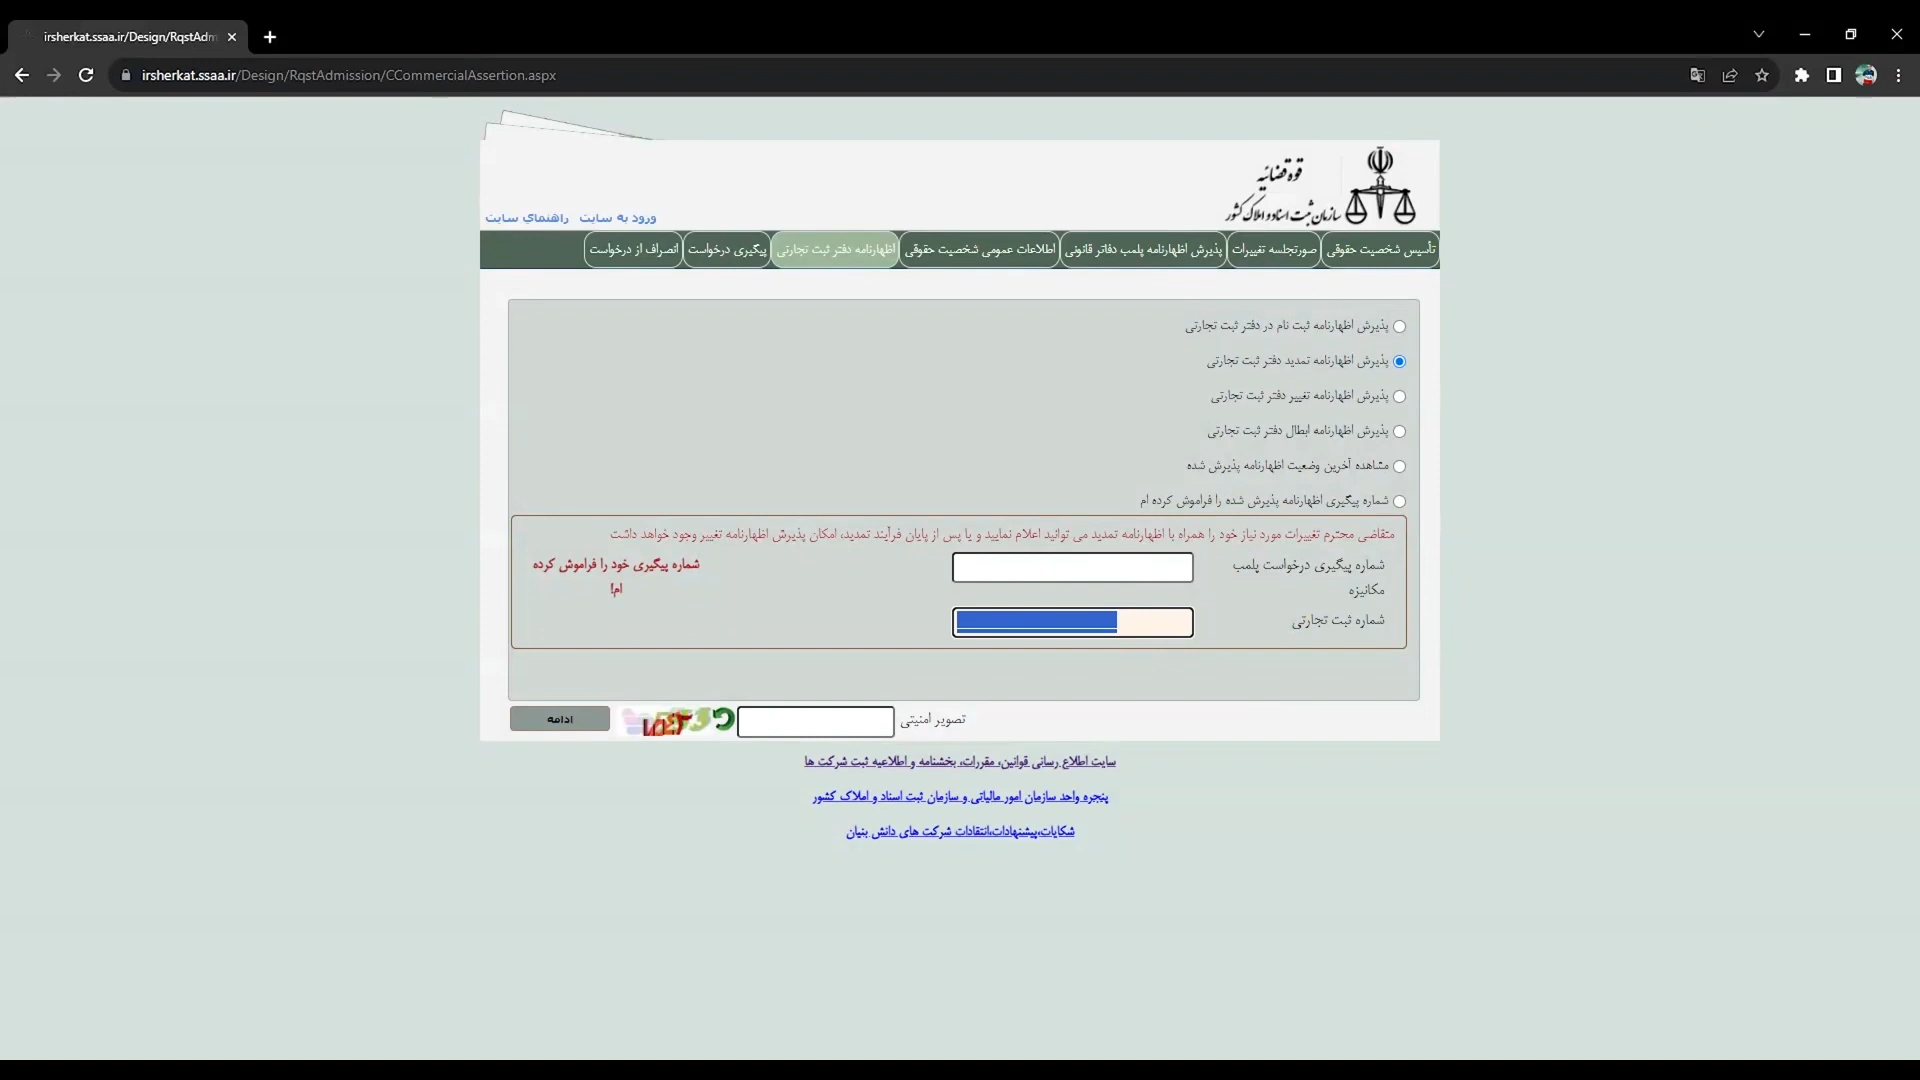 irsherkat.ssaa.ir/Design/RqstAdm
irsherkat.ssaa.ir/Design/RqstAdmission/CCommercialAssertion.aspx
قوه قضائیه
سازمان ثبت اسناد و املاک کشور
ورود به سایت راهنمای سایت
تأسیس شخصیت حقوقی صورتجلسه تغییرات پذیرش اظهارنامه پلمب دفاتر قانونی اطلاعات عمومی شخصیت حقوقی اظهارنامه دفتر ثبت تجارتی پیگیری درخواست انصراف از درخواست
پذیرش اظهارنامه ثبت نام در دفتر ثبت تجارتی
پذیرش اظهارنامه تمدید دفتر ثبت تجارتی
پذیرش اظهارنامه تغییر دفتر ثبت تجارتی
پذیرش اظهارنامه ابطال دفتر ثبت تجارتی
مشاهده آخرین وضعیت اظهارنامه پذیرش شده
شماره پیگیری اظهارنامه پذیرش شده را فراموش کرده ام
متقاضی محترم تغییرات مورد نیاز خود را همراه با اظهارنامه تمدید می توانید اعلام نمایید و یا پس از پایان فرآیند تمدید، امکان پذیرش اظهارنامه تغییر وجود خواهد داشت
شماره پیگیری درخواست پلمب
مکانیزه
شماره پیگیری خود را فراموش کرده
ام!
شماره ثبت تجارتی
تصویر امنیتی
ادامه
سایت اطلاع رسانی قوانین، مقررات، بخشنامه و اطلاعیه ثبت شرکت ها
پنجره واحد سازمان امور مالیاتی و سازمان ثبت اسناد و املاک کشور
شکایات،پیشنهادات،انتقادات شرکت های دانش بنیان